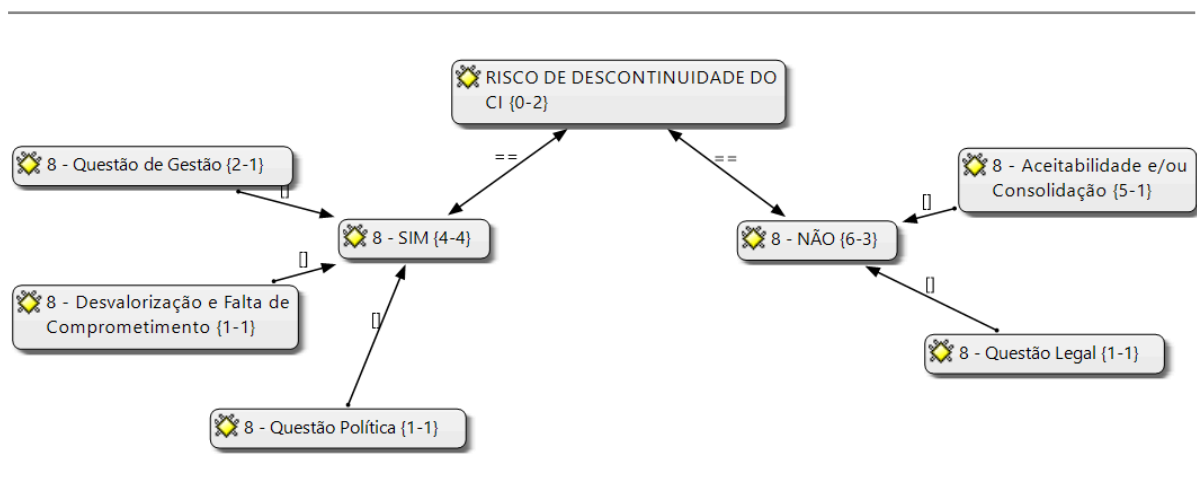 RISCO DE DESCONTINUIDADE DO
CI {0-2}
==
==
8 - Questão de Gestão {2-1}
[]
8 - Aceitabilidade e/ou
Consolidação {5-1}
[]
8 - SIM {4-4}
8 - NÃO {6-3}
[]
8 - Desvalorização e Falta de
Comprometimento {1-1}
[]
[]
8 - Questão Legal {1-1}
8 - Questão Política {1-1}